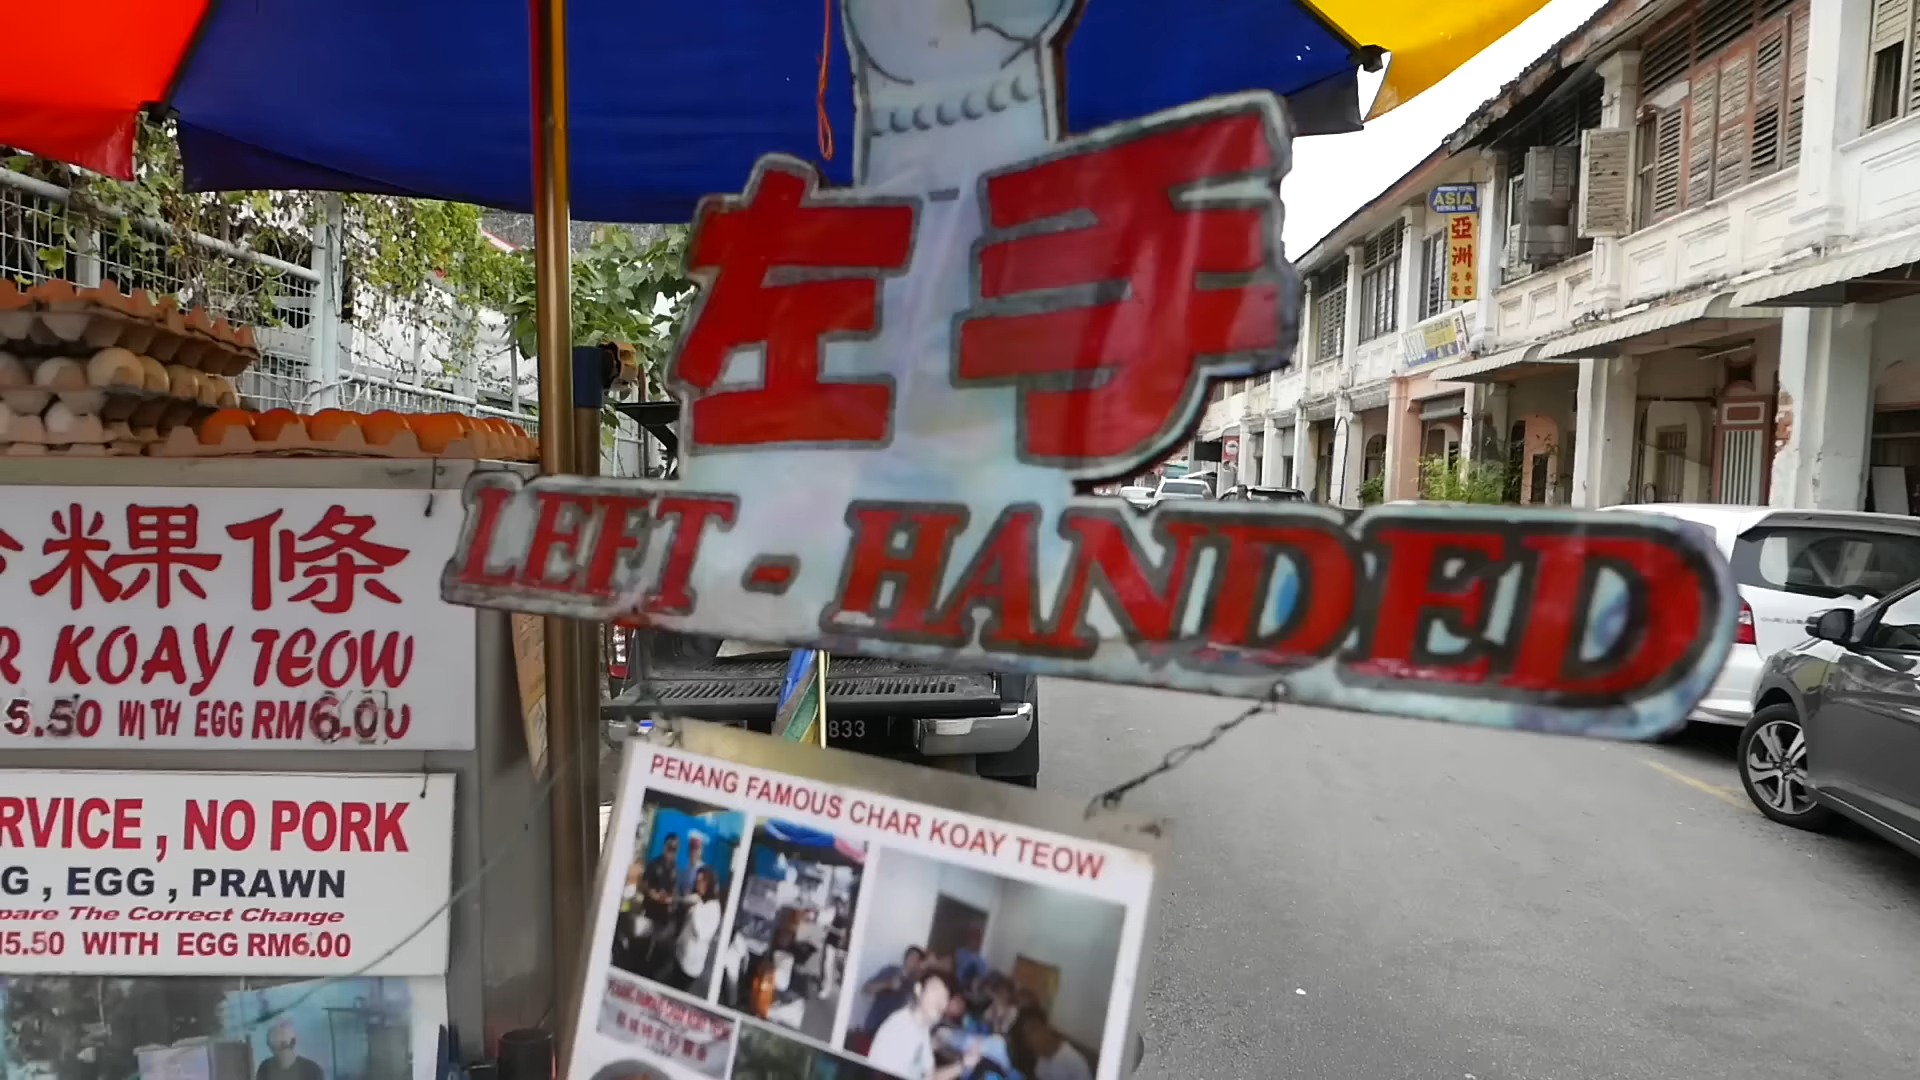 左手
LEFT - HANDED
粿條
R KOAY TEOW
5.50 WITH EGG RM6.00
RVICE , NO PORK
G , EGG , PRAWN
pare The Correct Change
5.50 WITH EGG RM6.00
PENANG FAMOUS CHAR KOAY TEOW
833
ASIA
亞洲